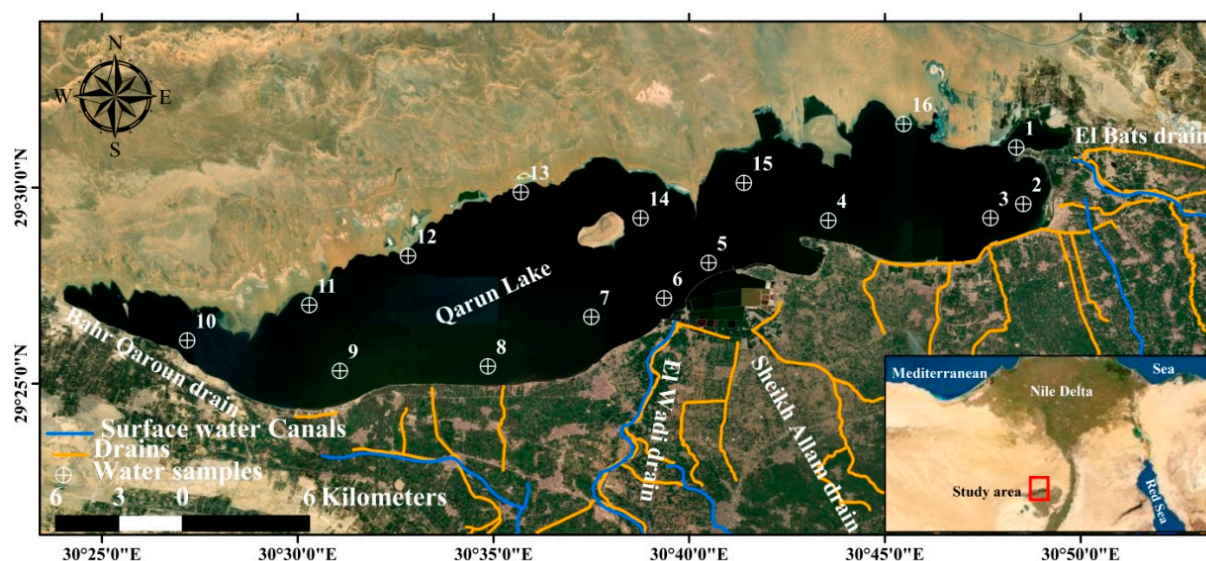 N
W
E
S
16
1
El Bats drain
29°30'0"N
13
15
2
14
4
3
12
5
Qarun Lake
11
6
7
10
Bahr Qaroun drain
9
8
29°25'0"N
El Wadi drain
Sheikh Allam drain
Surface water Canals
Drains
Water samples
6 3 0 6 Kilometers
Mediterranean
Sea
Nile Delta
Study area
Red Sea
30°25'0"E 30°30'0"E 30°35'0"E 30°40'0"E 30°45'0"E 30°50'0"E